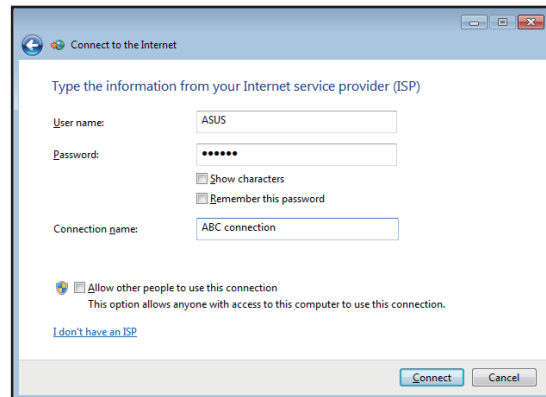 Connect to the Internet
Type the information from your Internet service provider (ISP)
User name: ASUS
Password: ••••••
Show characters
Remember this password
Connection name: ABC connection
Allow other people to use this connection
This option allows anyone with access to this computer to use this connection.
I don't have an ISP
Connect Cancel